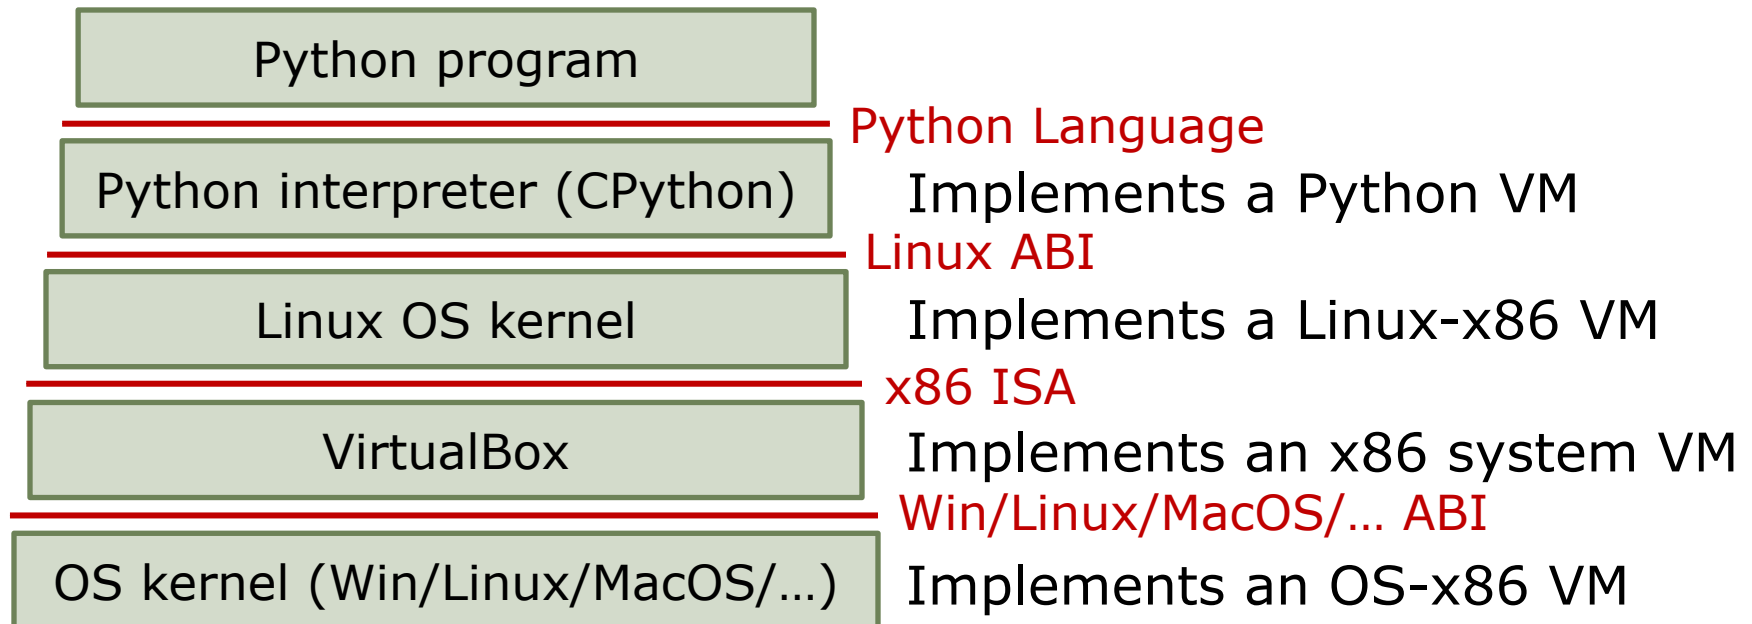 Python program
Python Language
Python interpreter (CPython)
Implements a Python VM
Linux ABI
Linux OS kernel
Implements a Linux-x86 VM
x86 ISA
VirtualBox
Implements an x86 system VM
Win/Linux/MacOS/… ABI
OS kernel (Win/Linux/MacOS/…)
Implements an OS-x86 VM